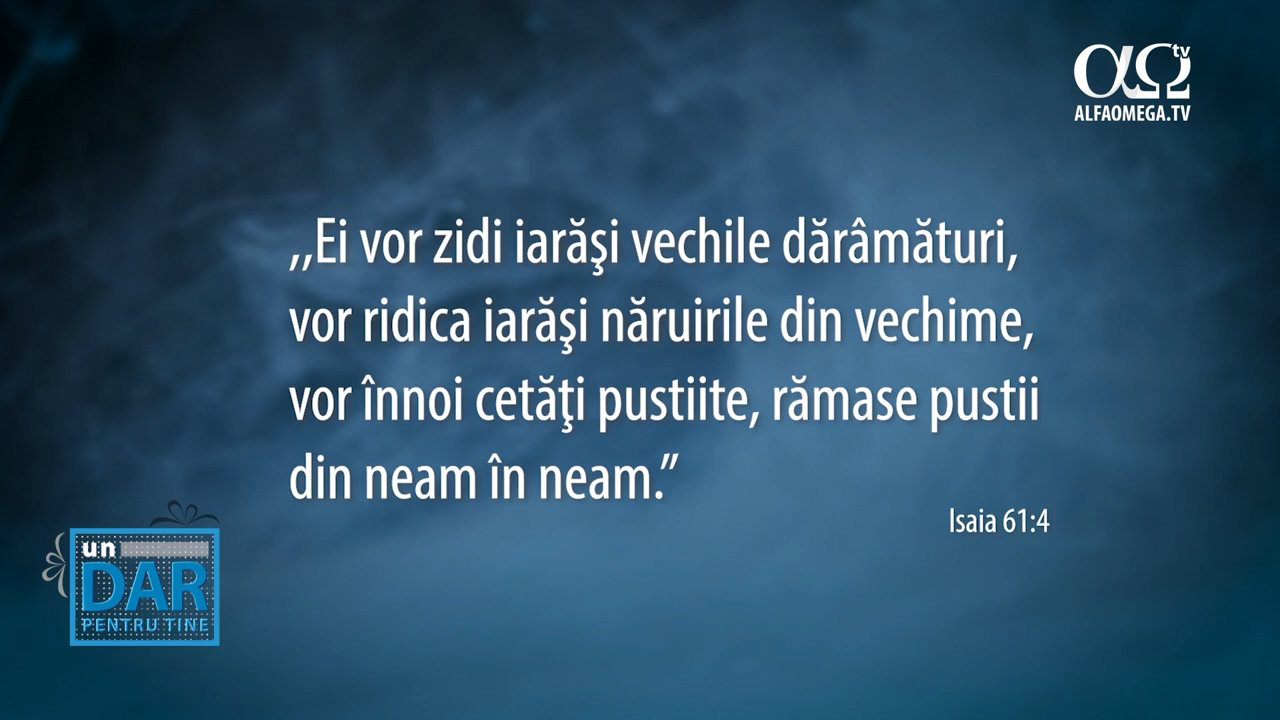 αΩ tv
ALFAOMEGA.TV
,,Ei vor zidi iarăşi vechile dărâmături,
vor ridica iarăşi năruirile din vechime,
vor înnoi cetăţi pustiite, rămase pustii
din neam în neam.”
Isaia 61:4
un
DAR
PENTRU TINE